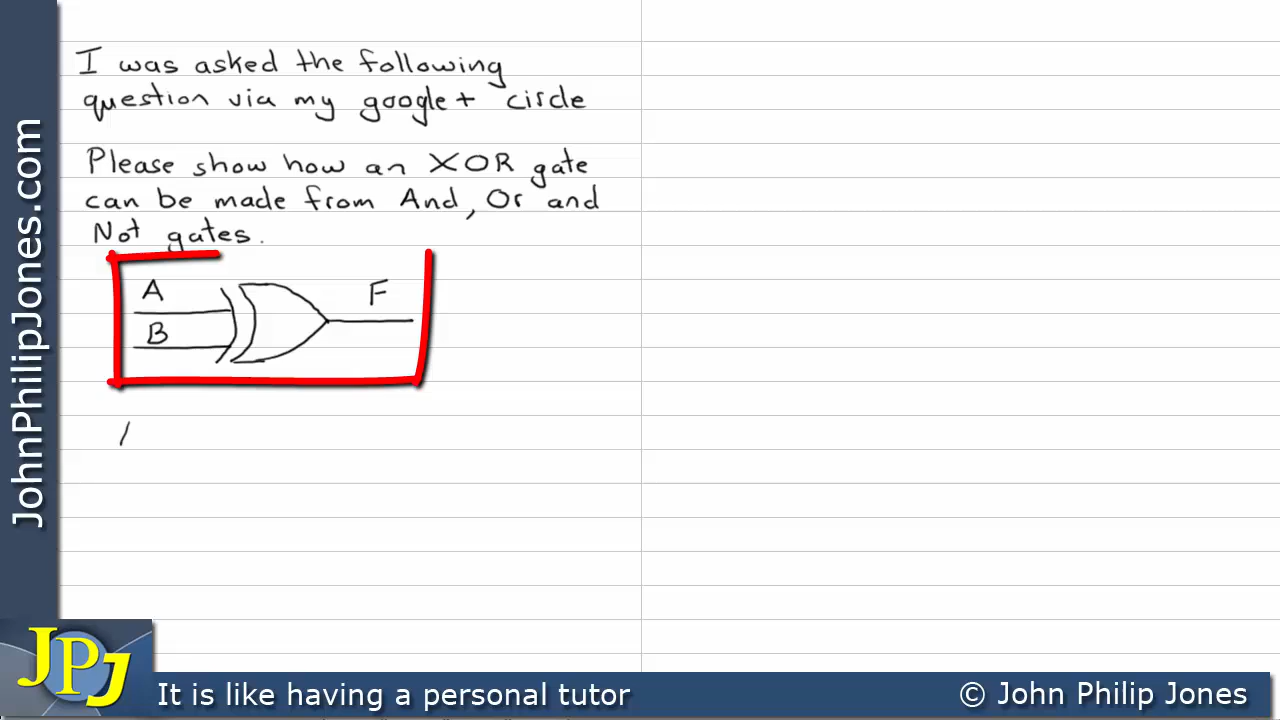 I was asked the following
question via my google+ circle
Please show how an XOR gate
can be made from And, Or and
Not gates.
A
F
B
JohnPhilipJones.com
JPJ
It is like having a personal tutor
© John Philip Jones